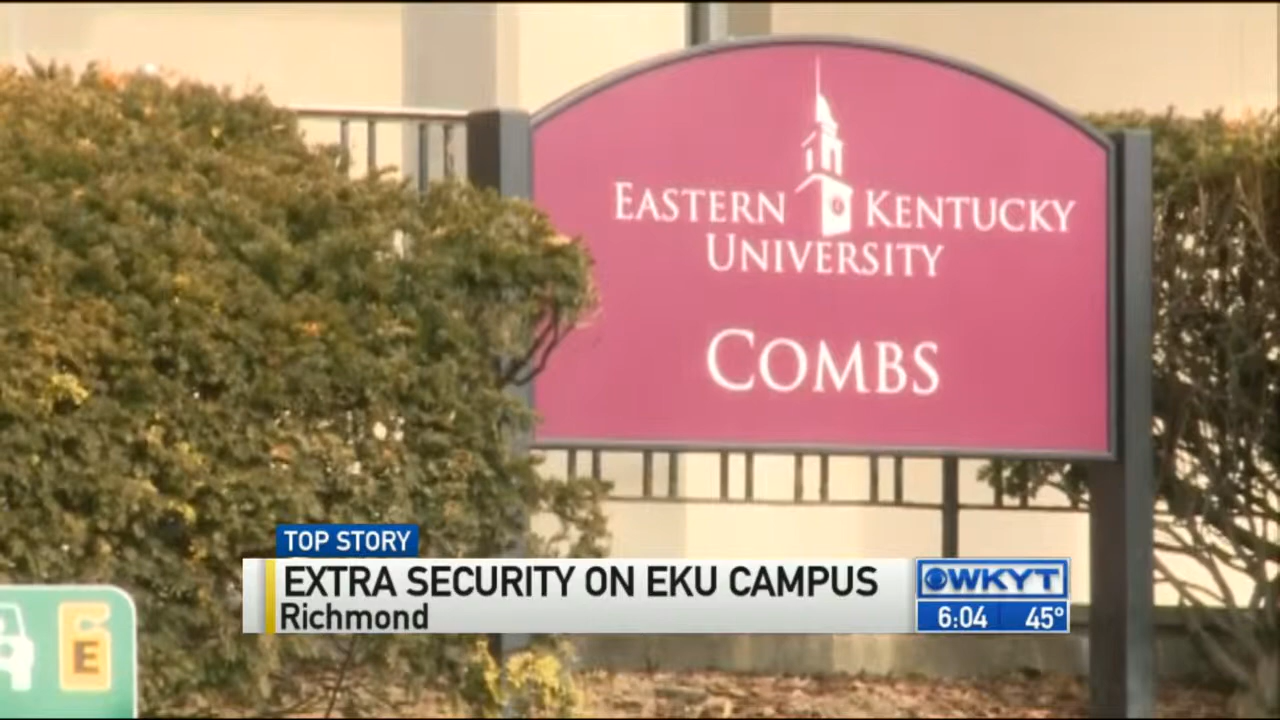 EASTERN KENTUCKY
UNIVERSITY
COMBS
TOP STORY
EXTRA SECURITY ON EKU CAMPUS
Richmond
WKYT
6:04 45°
E